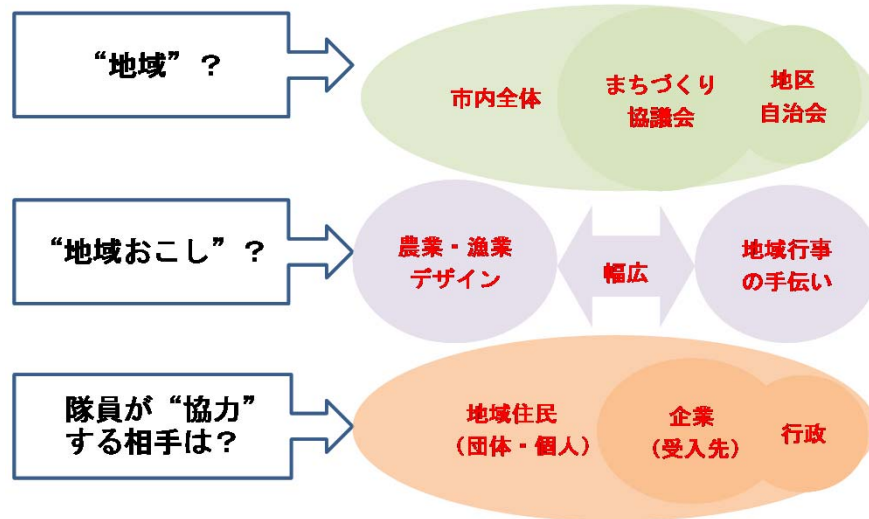 “地域”？
市内全体
まちづくり
協議会
地区
自治会
“地域おこし”？
農業・漁業
デザイン
幅広
地域行事
の手伝い
隊員が“協力”
する相手は？
地域住民
（団体・個人）
企業
（受入先）
行政